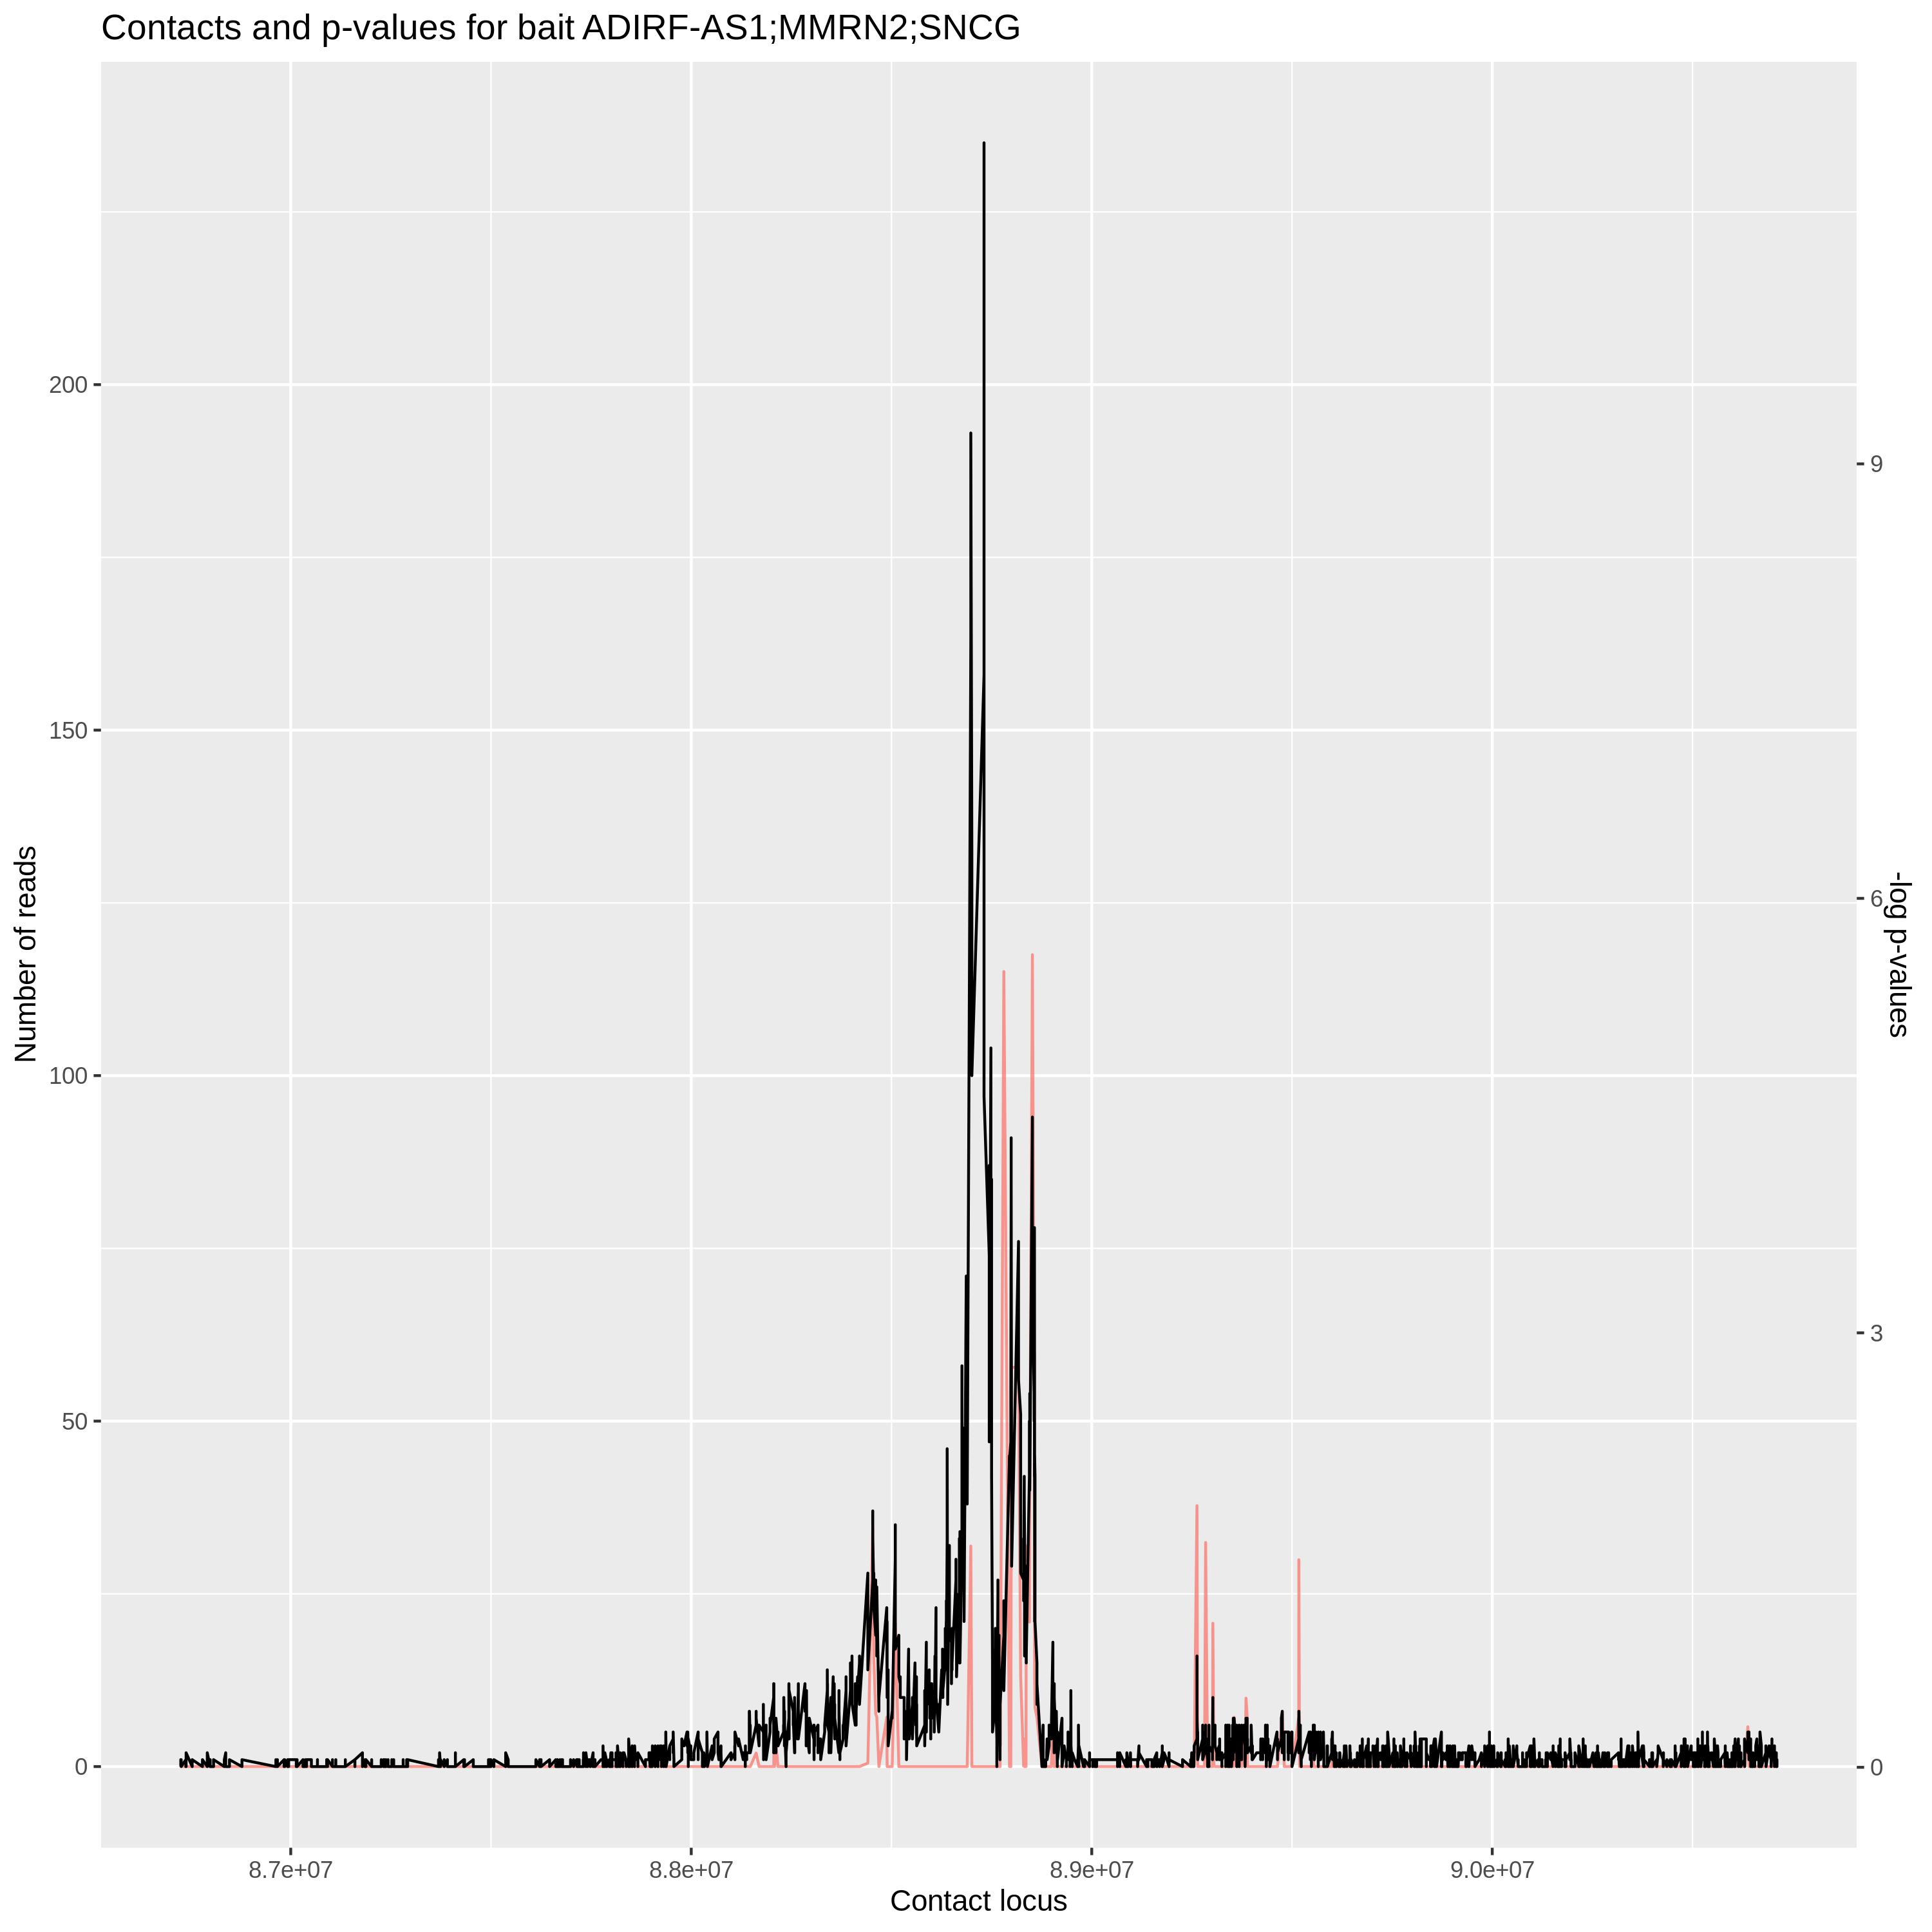 Contacts and p-values for bait ADIRF-AS1;MMRN2;SNCG
Number of reads
200
150
100
50
0
9
6
3
0
-log p-values
8.7e+07
8.8e+07
8.9e+07
9.0e+07
Contact locus